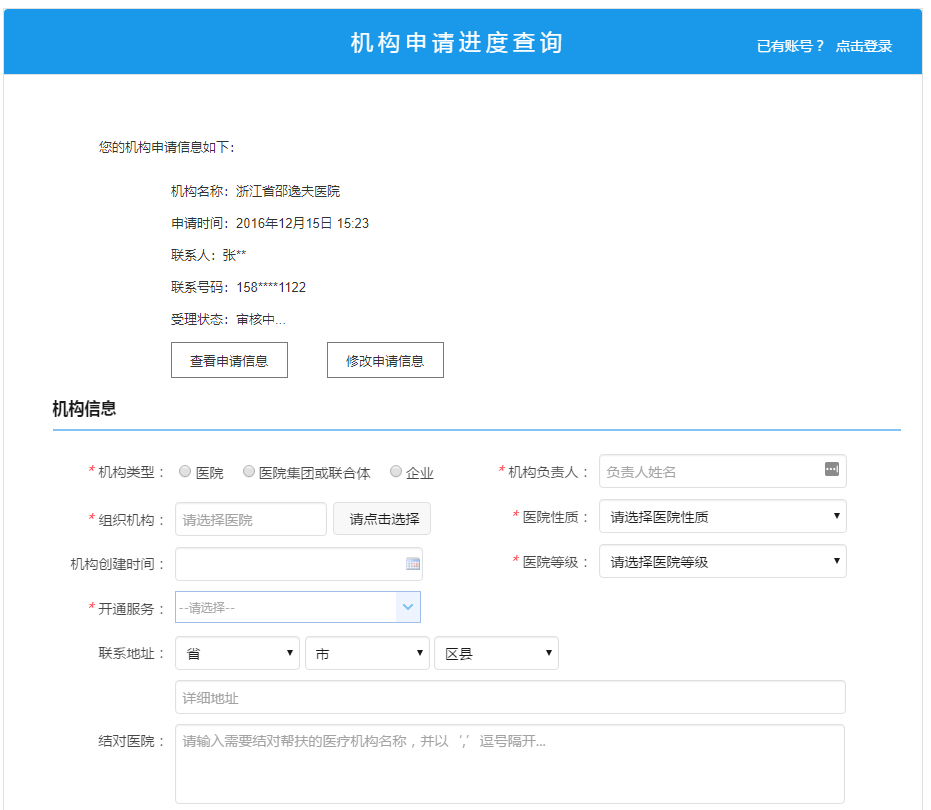 机构申请进度查询
已有账号？ 点击登录
您的机构申请信息如下：
机构名称：浙江省邵逸夫医院
申请时间：2016年12月15日 15:23
联系人：张**
联系号码：158****1122
受理状态：审核中...
查看申请信息 修改申请信息
机构信息
*机构类型： 医院 医院集团或联合体 企业 *机构负责人： 负责人姓名
*组织机构： 请选择医院 请点击选择 *医院性质： 请选择医院性质
机构创建时间： *医院等级： 请选择医院等级
*开通服务： --请选择--
联系地址： 省 市 区县
详细地址
结对医院： 请输入需要结对帮扶的医疗机构名称，并以 ‘,’ 逗号隔开...